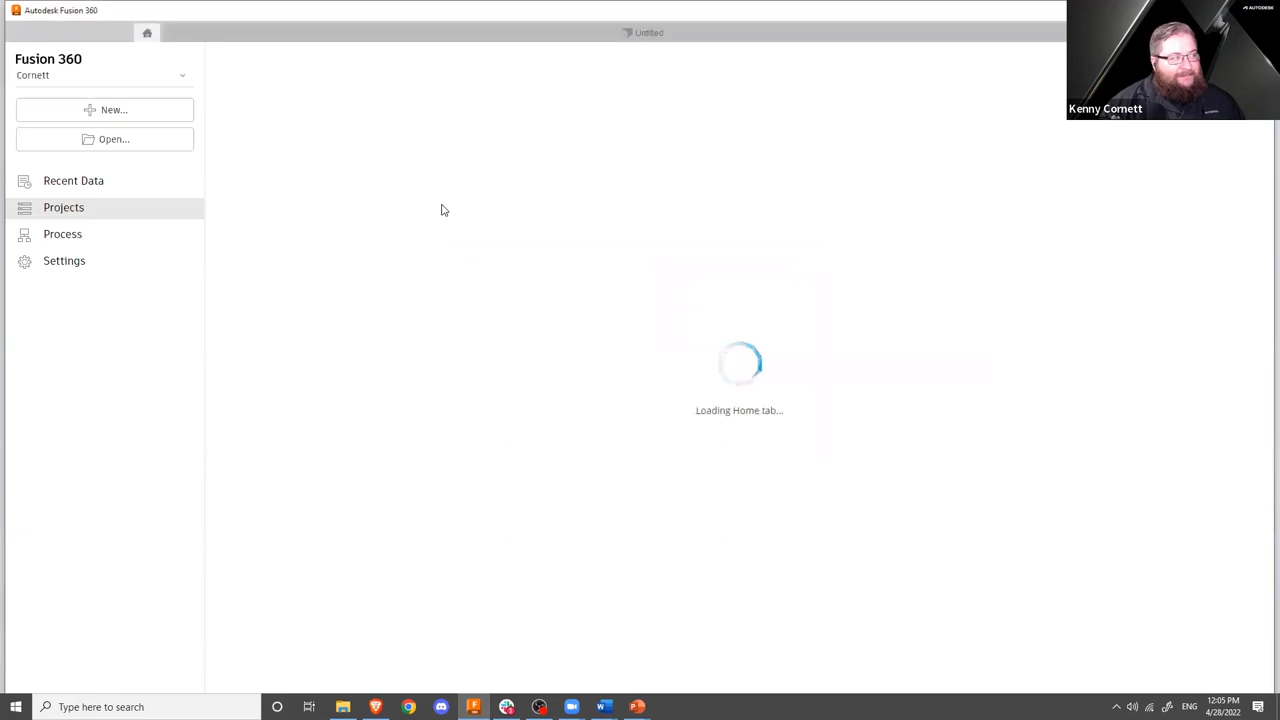 Autodesk Fusion 360
AUTODESK
Untitled
Fusion 360
Cornett
New...
Open...
Kenny Cornett
Recent Data
Projects
Process
Settings
Loading Home tab...
Type here to search
ENG
12:05 PM
4/28/2022